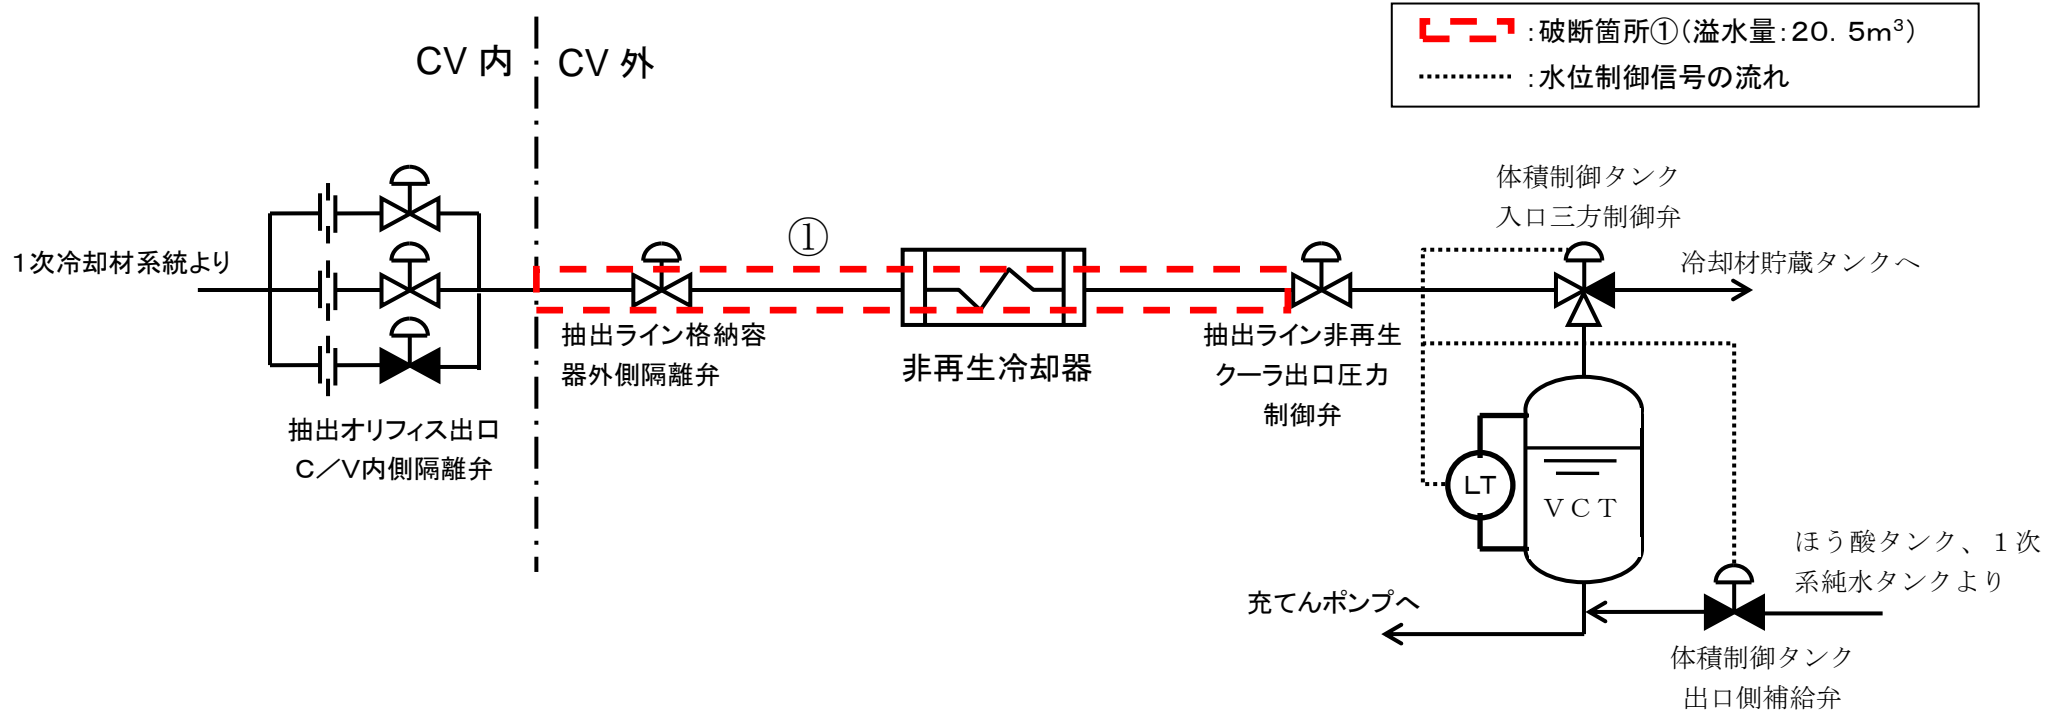 :破断箇所①(溢水量:20.5m³)
:水位制御信号の流れ
CV 内
CV 外
体積制御タンク
入口三方制御弁
①
1次冷却材系統より
冷却材貯蔵タンクへ
抽出ライン格納容
器外側隔離弁
非再生冷却器
抽出ライン非再生
クーラ出口圧力
制御弁
抽出オリフィス出口
C/V内側隔離弁
LT
VCT
ほう酸タンク、1次
系純水タンクより
充てんポンプへ
体積制御タンク
出口側補給弁